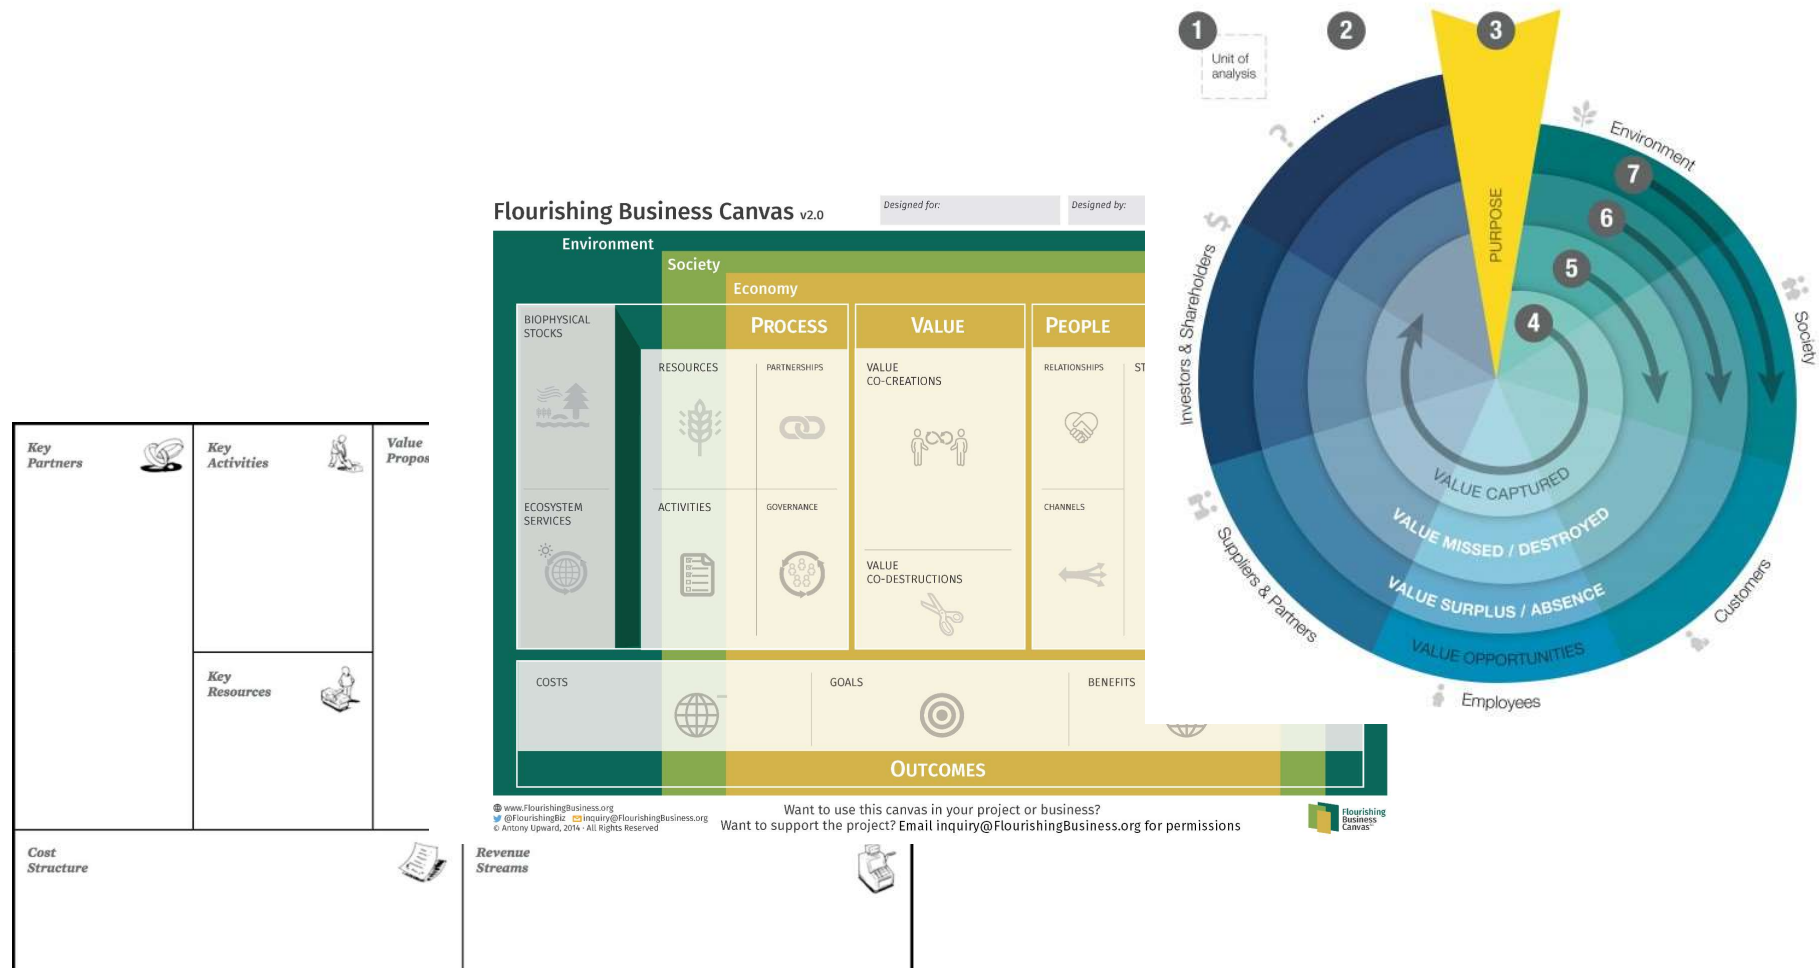 1
2
3
Unit of
analysis
...
PURPOSE
Environment
7
6
5
4
Society
Customers
Employees
Suppliers & Partners
Investors & Shareholders
VALUE CAPTURED
VALUE MISSED / DESTROYED
VALUE SURPLUS / ABSENCE
VALUE OPPORTUNITIES
Flourishing Business Canvas v2.0
Designed for:
Designed by:
Environment
Society
Economy
BIOPHYSICAL
STOCKS
PROCESS
VALUE
PEOPLE
RESOURCES
PARTNERSHIPS
VALUE
CO-CREATIONS
RELATIONSHIPS
ST
ECOSYSTEM
SERVICES
ACTIVITIES
GOVERNANCE
CHANNELS
VALUE
CO-DESTRUCTIONS
COSTS
GOALS
BENEFITS
OUTCOMES
www.FlourishingBusiness.org
@FlourishingBiz inquiry@FlourishingBusiness.org
© Antony Upward, 2014 · All Rights Reserved
Want to use this canvas in your project or business?
Want to support the project? Email inquiry@FlourishingBusiness.org for permissions
Flourishing
Business
Canvas
Key
Partners
Key
Activities
Value
Propos
Key
Resources
Cost
Structure
Revenue
Streams